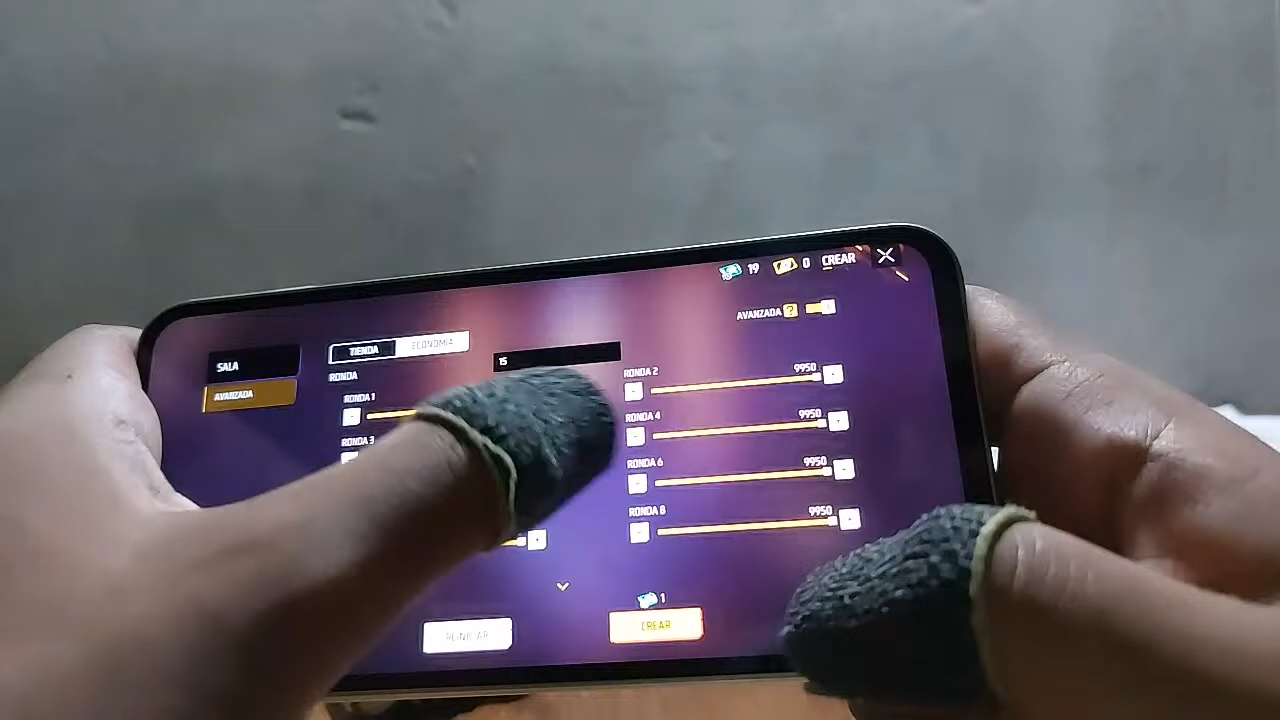 19 0 CREAR
AVANZADA ?
TIENDA ECONOMÍA
15
SALA
AVANZADA
RONDA
RONDA 1
RONDA 2 9950
RONDA 3
RONDA 4 9950
RONDA 6 9950
RONDA 8 9950
1
REINICIAR
CREAR